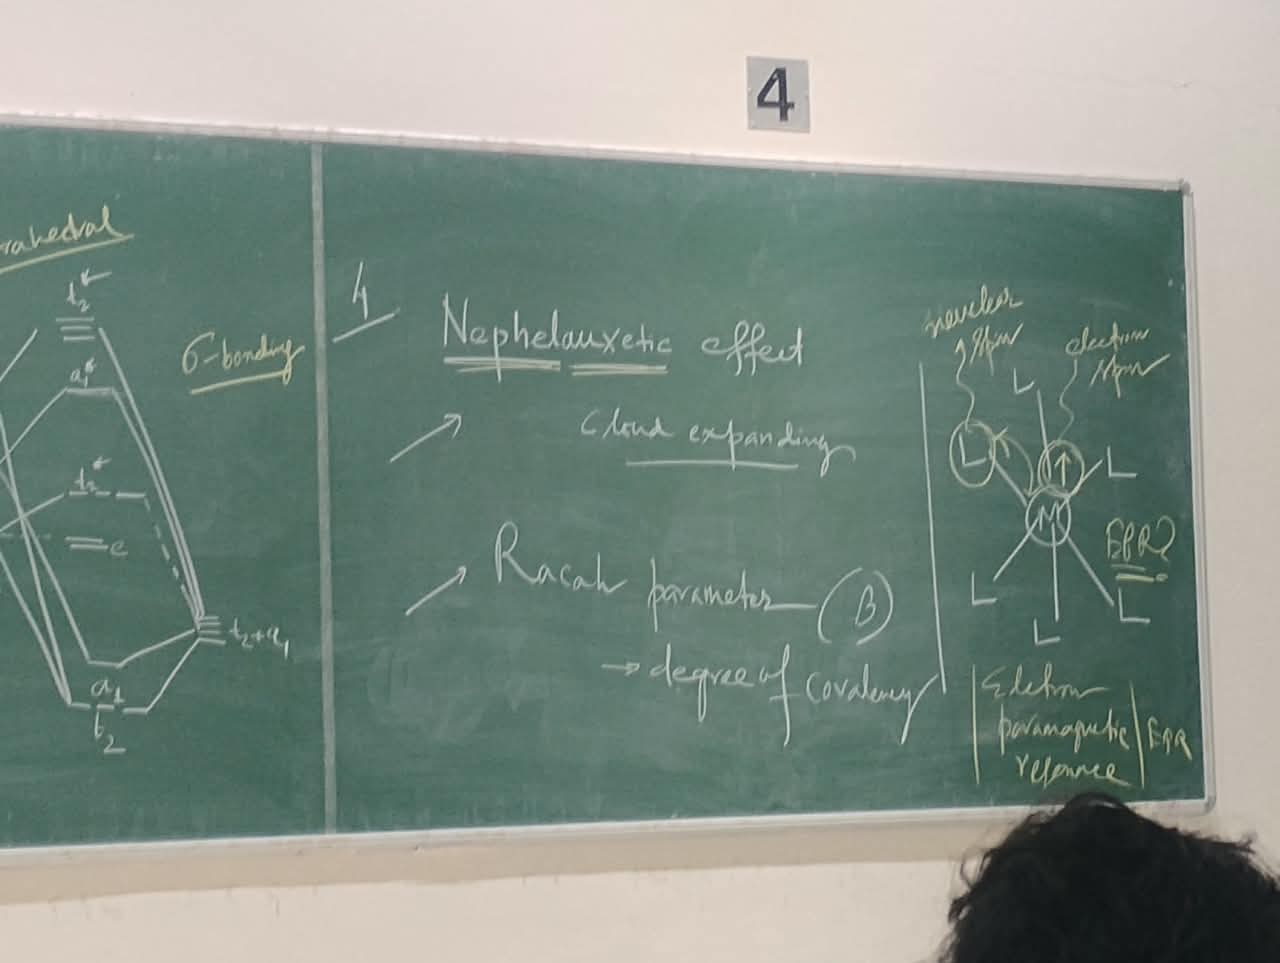 4
rahedral
t2*
σ-bonding
a1*
t2*
e
t2+a1
a1
t2
4
Nephelauxetic effect
Cloud expanding
Racah parameter (B)
→ degree of covalency
nuclear
spin
electron
spin
L
L ↑ L
M
EPR?
L L
L
Electron
paramagnetic EPR